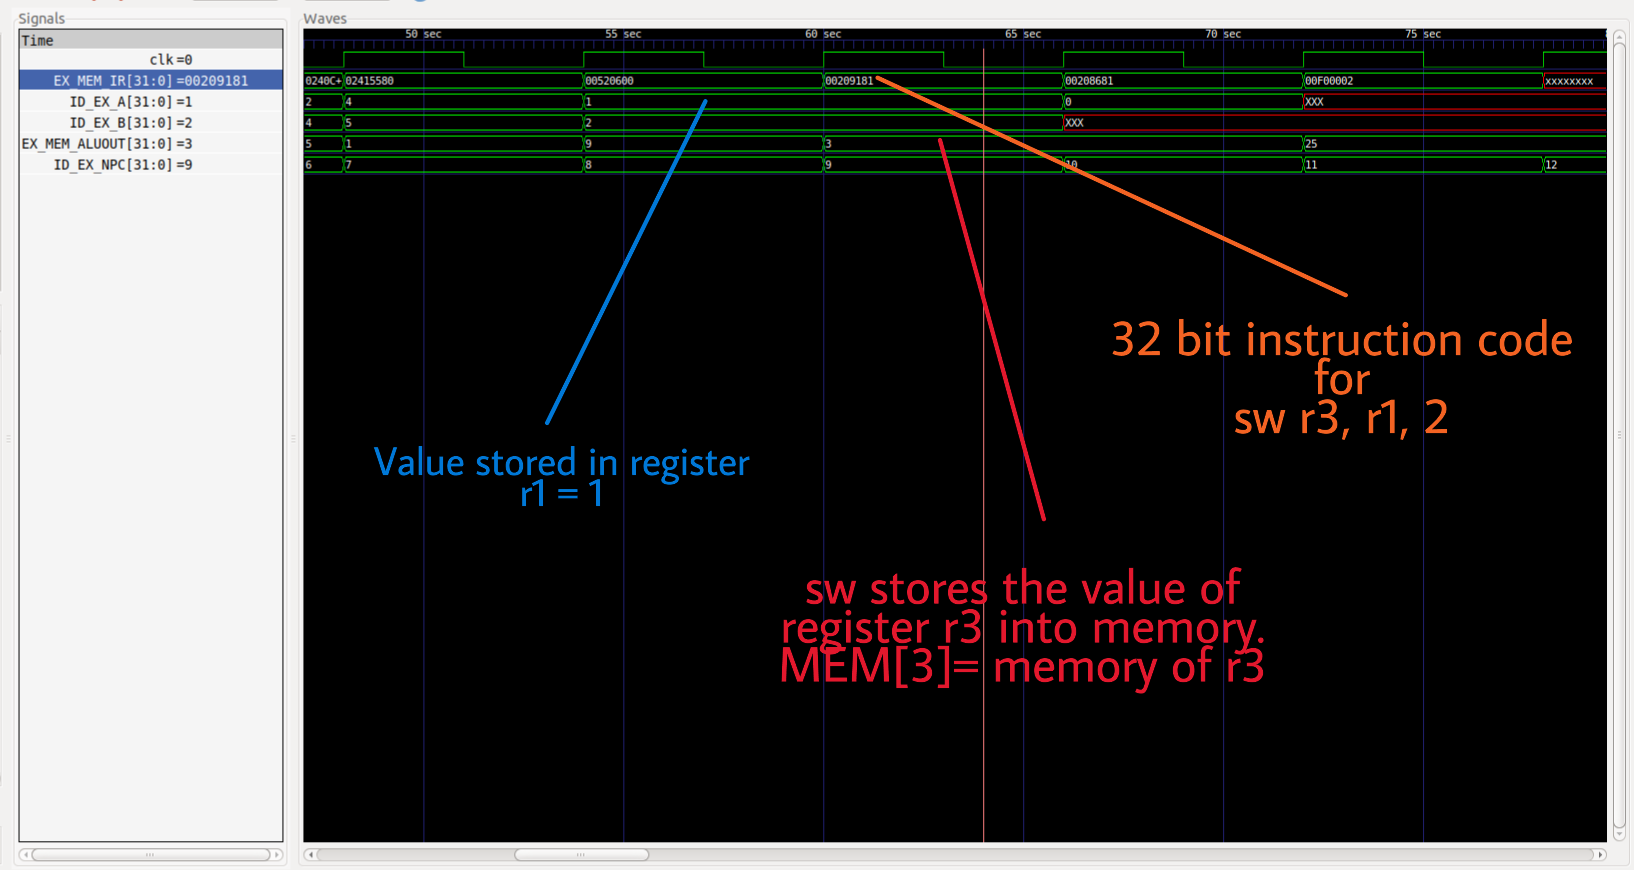 Signals
Waves
Time
clk=0
EX_MEM_IR[31:0]=00209181
ID_EX_A[31:0]=1
ID_EX_B[31:0]=2
EX_MEM_ALUOUT[31:0]=3
ID_EX_NPC[31:0]=9
50 sec 55 sec 60 sec 65 sec 70 sec 75 sec
0240C+ 02415580 00520600 00209181 00208681 00F00002 xxxxxxxx
2 4 1 0 XXX
4 5 2 XXX
5 1 9 3 25
6 7 8 9 10 11 12
32 bit instruction code
for
sw r3, r1, 2
Value stored in register
r1 = 1
sw stores the value of
register r3 into memory.
MEM[3]= memory of r3